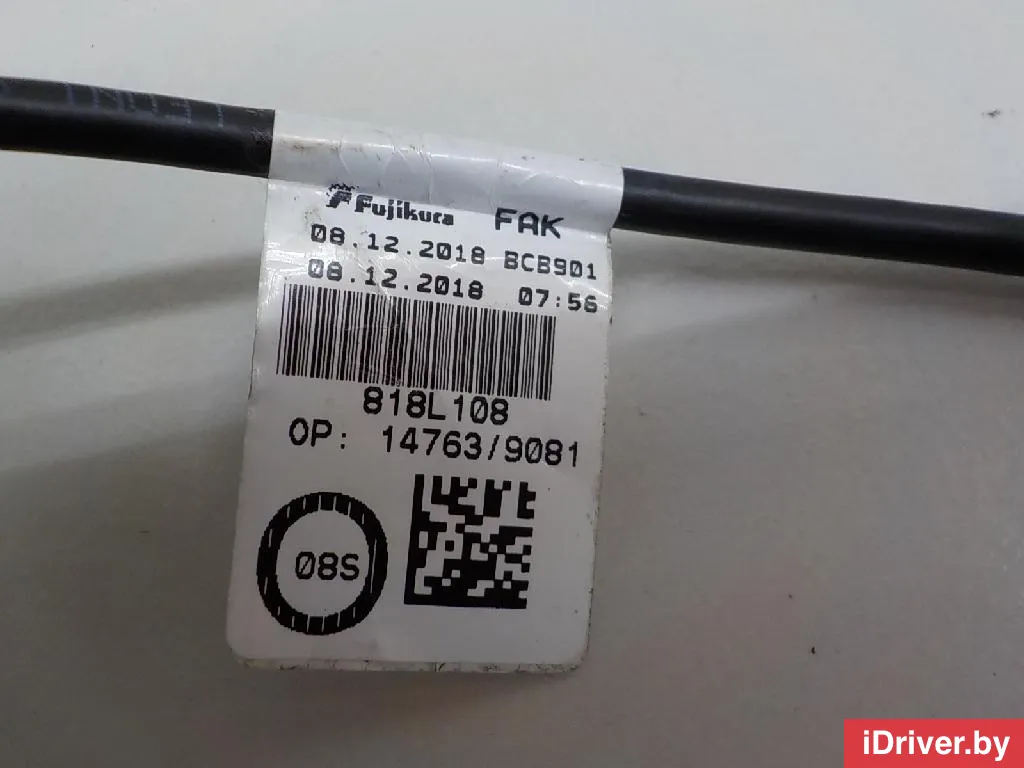 Fujikura FAK
08.12.2018 BCB901
08.12.2018 07:56
818L108
OP: 14763/9081
08S
iDriver.by